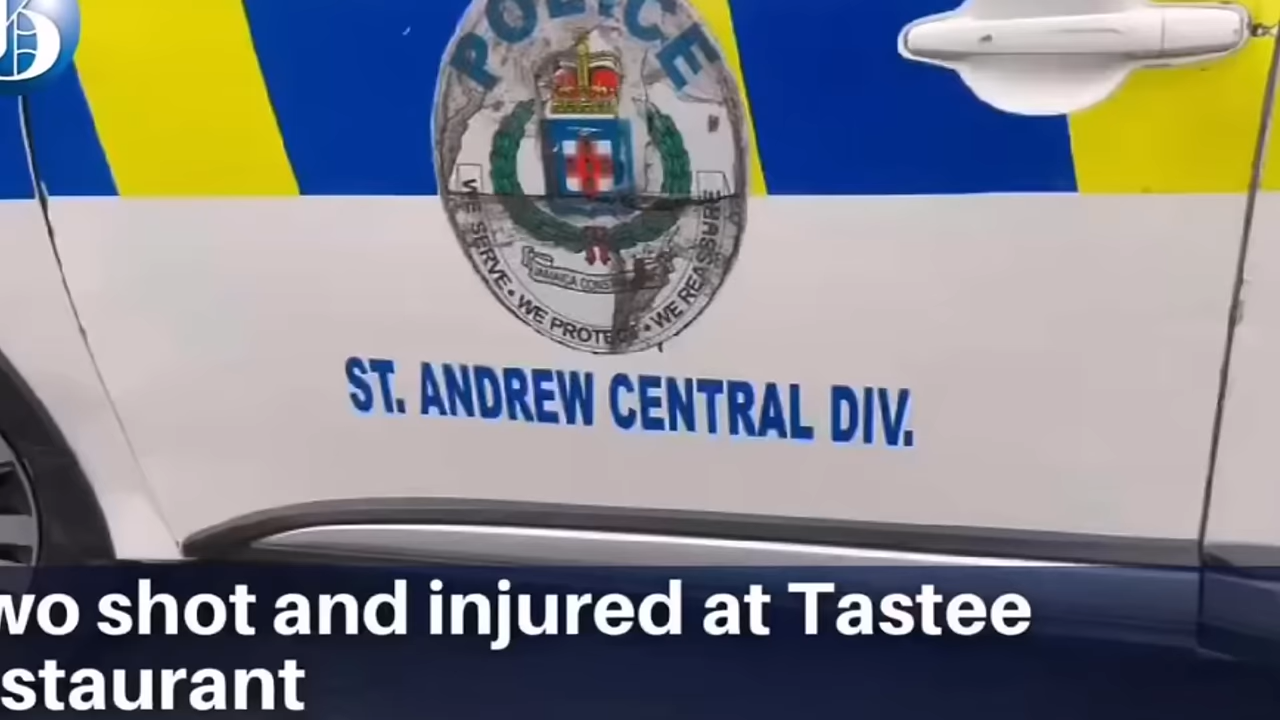 POLICE
WE SERVE • WE PROTECT • WE REASSURE
ST. ANDREW CENTRAL DIV.
wo shot and injured at Tastee
staurant